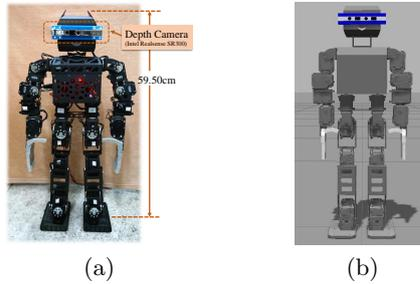 Depth Camera
(Intel Realsense SR300)
59.50cm
(a)
(b)